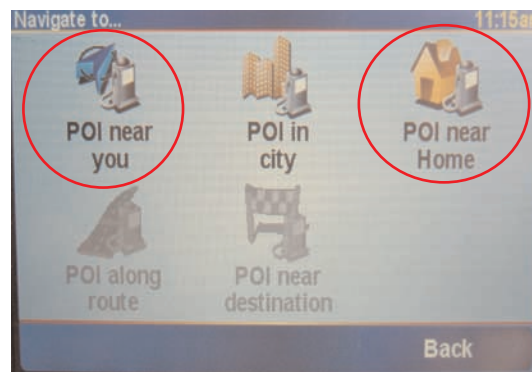 Navigate to...
11:15am
POI near
you
POI in
city
POI near
Home
POI along
route
POI near
destination
Back